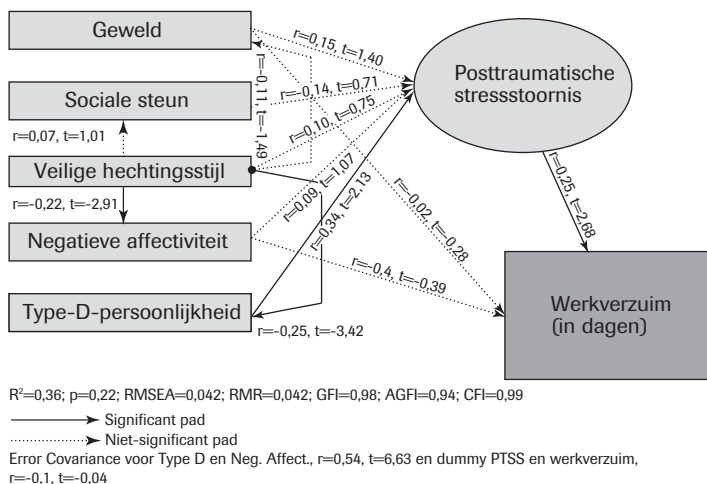 Geweld
r=0,15, t=1,40
Posttraumatische
stressstoornis
Sociale steun
r=-0,14, t=0,71
r=-0,11, t=-1,49
r=0,07, t=1,01
r=0,10, t=0,75
Veilige hechtingsstijl
r=-0,22, t=-2,91
r=0,09, t=1,07
r=0,34, t=2,13
r=-0,02, t=-0,28
r=0,25, t=2,68
Negatieve affectiviteit
r=-0,4, t=-0,39
Werkverzuim
(in dagen)
Type-D-persoonlijkheid
r=-0,25, t=-3,42
R²=0,36; p=0,22; RMSEA=0,042; RMR=0,042; GFI=0,98; AGFI=0,94; CFI=0,99
Significant pad
Niet-significant pad
Error Covariance voor Type D en Neg. Affect., r=0,54, t=6,63 en dummy PTSS en werkverzuim,
r=-0,1, t=-0,04